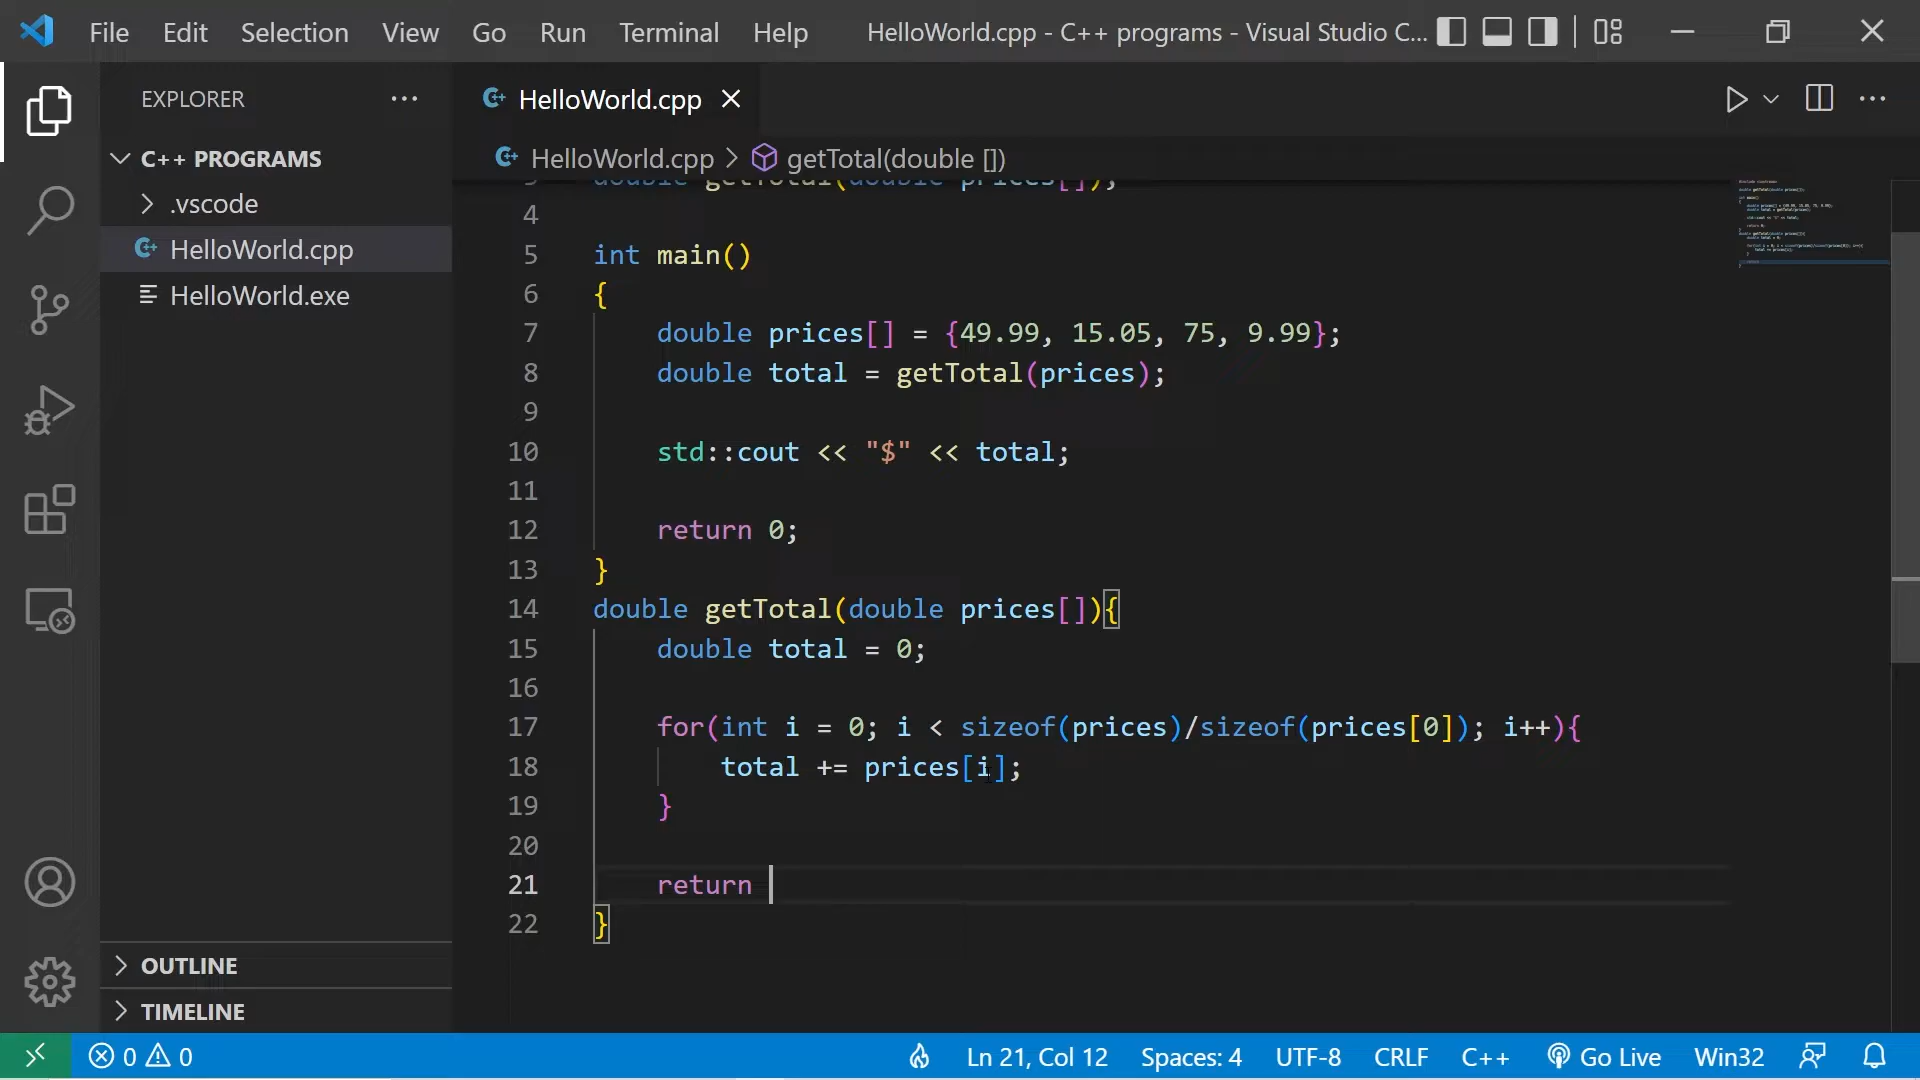 File Edit Selection View Go Run Terminal Help HelloWorld.cpp - C++ programs - Visual Studio C...
EXPLORER ...
HelloWorld.cpp
C++ PROGRAMS
HelloWorld.cpp > getTotal(double [])
.vscode
HelloWorld.cpp
HelloWorld.exe
3 double getTotal(double prices[]);
4
5 int main()
6 {
7     double prices[] = {49.99, 15.05, 75, 9.99};
8     double total = getTotal(prices);
9
10     std::cout << "$" << total;
11
12     return 0;
13 }
14 double getTotal(double prices[]){
15     double total = 0;
16
17     for(int i = 0; i < sizeof(prices)/sizeof(prices[0]); i++){
18         total += prices[i];
19     }
20
21     return
22 }
OUTLINE
TIMELINE
0 0 Ln 21, Col 12 Spaces: 4 UTF-8 CRLF C++ Go Live Win32